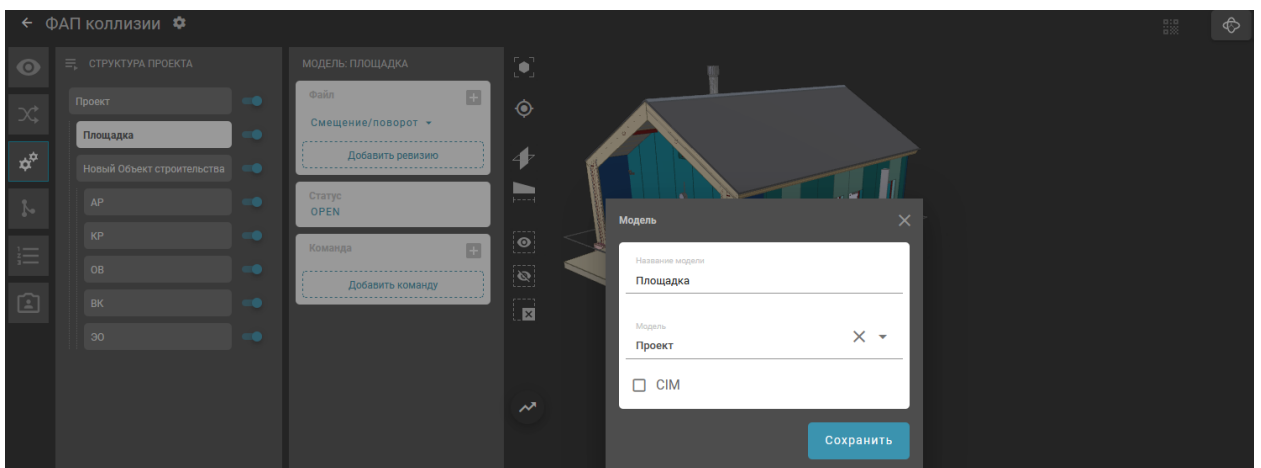 ФАП коллизии
СТРУКТУРА ПРОЕКТА
Проект
Площадка
Новый Объект строительства
АР
КР
ОВ
ВК
ЭО
МОДЕЛЬ: ПЛОЩАДКА
Файл
Смещение/поворот
Добавить ревизию
Статус
OPEN
Команда
Добавить команду
Модель
Название модели
Площадка
Модель
Проект
CIM
Сохранить